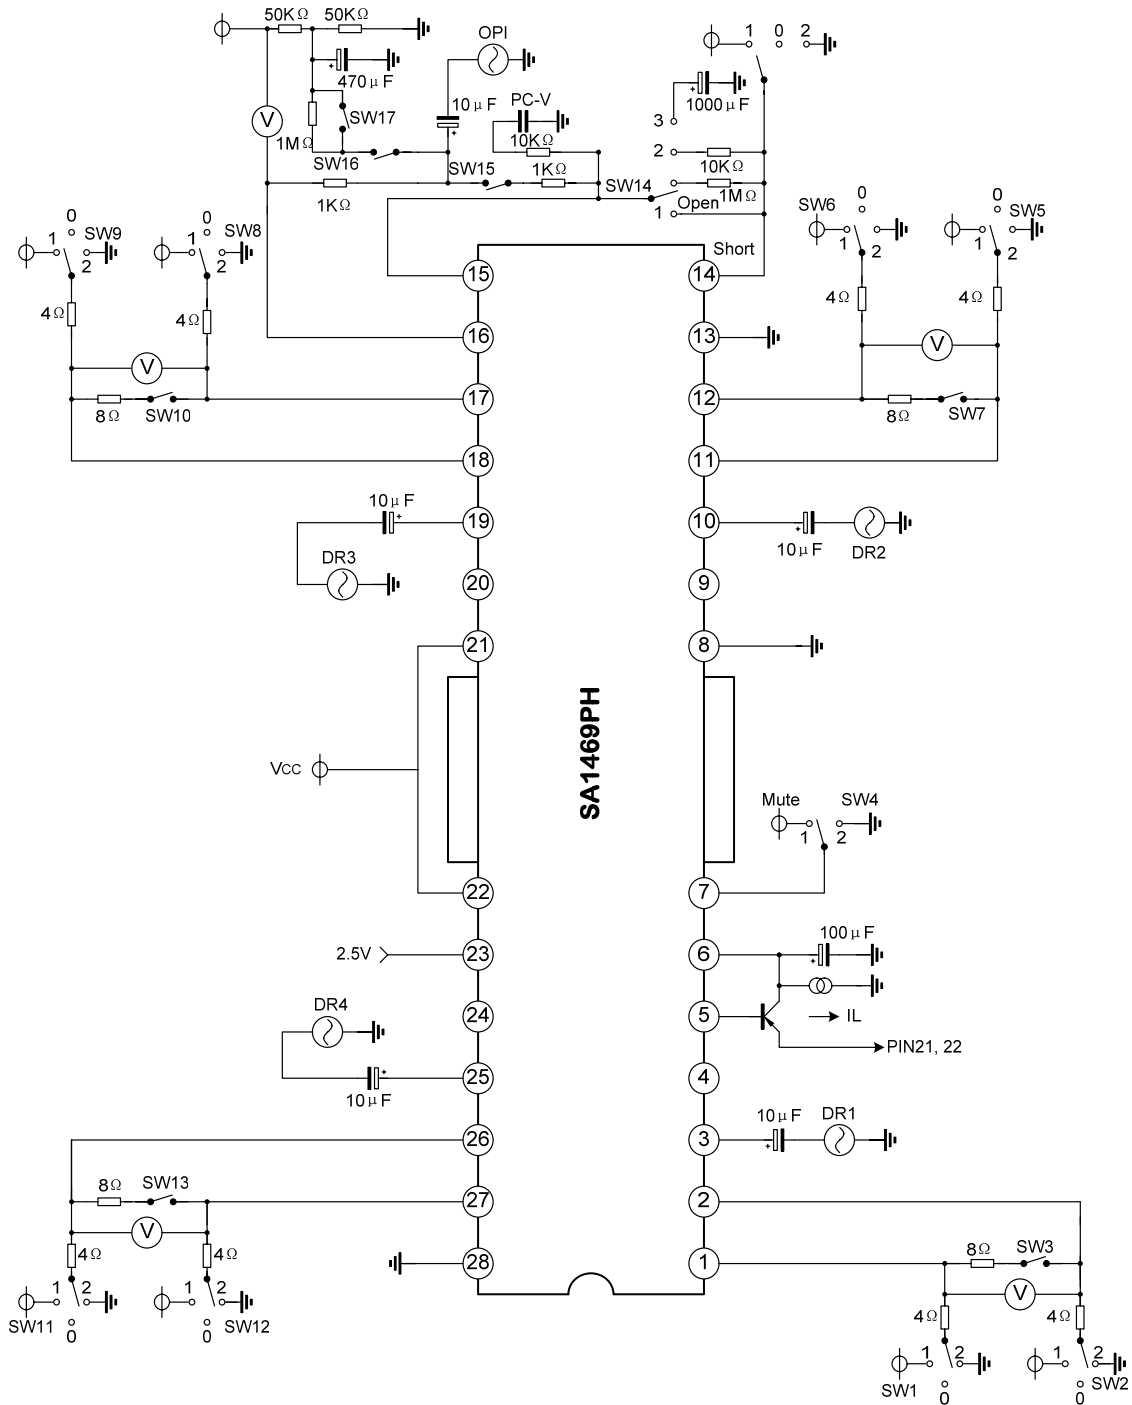 50KΩ 50KΩ
OPI
1 0 2
470μF
10μF
PC-V
1000μF
V
SW17
3
1MΩ
10KΩ
SW16
2
SW15
1KΩ
10KΩ
SW14
1KΩ
1MΩ
Open
1
Short
0 SW9
1
2
0 SW8
1
2
4Ω
4Ω
V
8Ω SW10
SW6 0
1 2
0 SW5
1 2
4Ω
4Ω
V
8Ω SW7
15 14
16 13
17 12
18 11
10μF
19 10
10μF DR2
DR3
20 9
21 8
SA1469PH
VCC
Mute SW4
1 2
22 7
2.5V
23 6
100μF
DR4
24 5
IL
PIN21, 22
25 4
10μF
10μF DR1
26 3
8Ω SW13
27 2
V
4Ω
4Ω
28 1
8Ω SW3
V
1 2
SW11 0
1 2
0 SW12
4Ω
4Ω
1 2
SW1 0
1 2
0 SW2